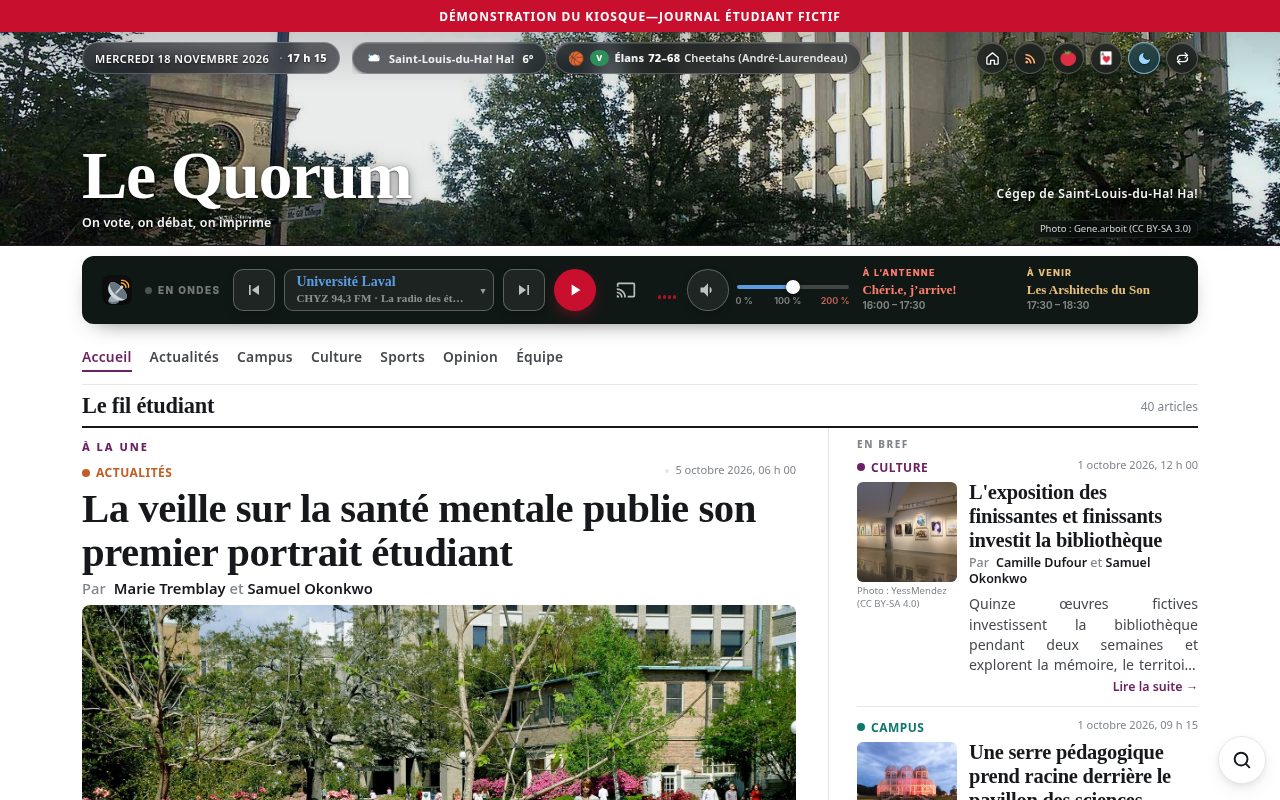 DÉMONSTRATION DU KIOSQUE—JOURNAL ÉTUDIANT FICTIF
MERCREDI 18 NOVEMBRE 2026 · 17 h 15
Saint-Louis-du-Ha! Ha! 6°
V Élans 72–68 Cheetahs (André-Laurendeau)
Le Quorum
On vote, on débat, on imprime
Cégep de Saint-Louis-du-Ha! Ha!
Photo : Gene.arboit (CC BY-SA 3.0)
EN ONDES
Université Laval
CHYZ 94,3 FM · La radio des ét…
0 % 100 % 200 %
À L'ANTENNE
Chéri.e, j’arrive!
16:00 – 17:30
À VENIR
Les Arshitechs du Son
17:30 – 18:30
Accueil Actualités Campus Culture Sports Opinion Équipe
Le fil étudiant
40 articles
À LA UNE
ACTUALITÉS
5 octobre 2026, 06 h 00
La veille sur la santé mentale publie son
premier portrait étudiant
Par Marie Tremblay et Samuel Okonkwo
EN BREF
CULTURE
1 octobre 2026, 12 h 00
L'exposition des
finissantes et finissants
investit la bibliothèque
Par Camille Dufour et Samuel
Okonkwo
Photo : YessMendez
(CC BY-SA 4.0)
Quinze œuvres fictives
investissent la bibliothèque
pendant deux semaines et
explorent la mémoire, le territoi…
Lire la suite →
CAMPUS
1 octobre 2026, 09 h 15
Une serre pédagogique
prend racine derrière le
pavillon des sciences